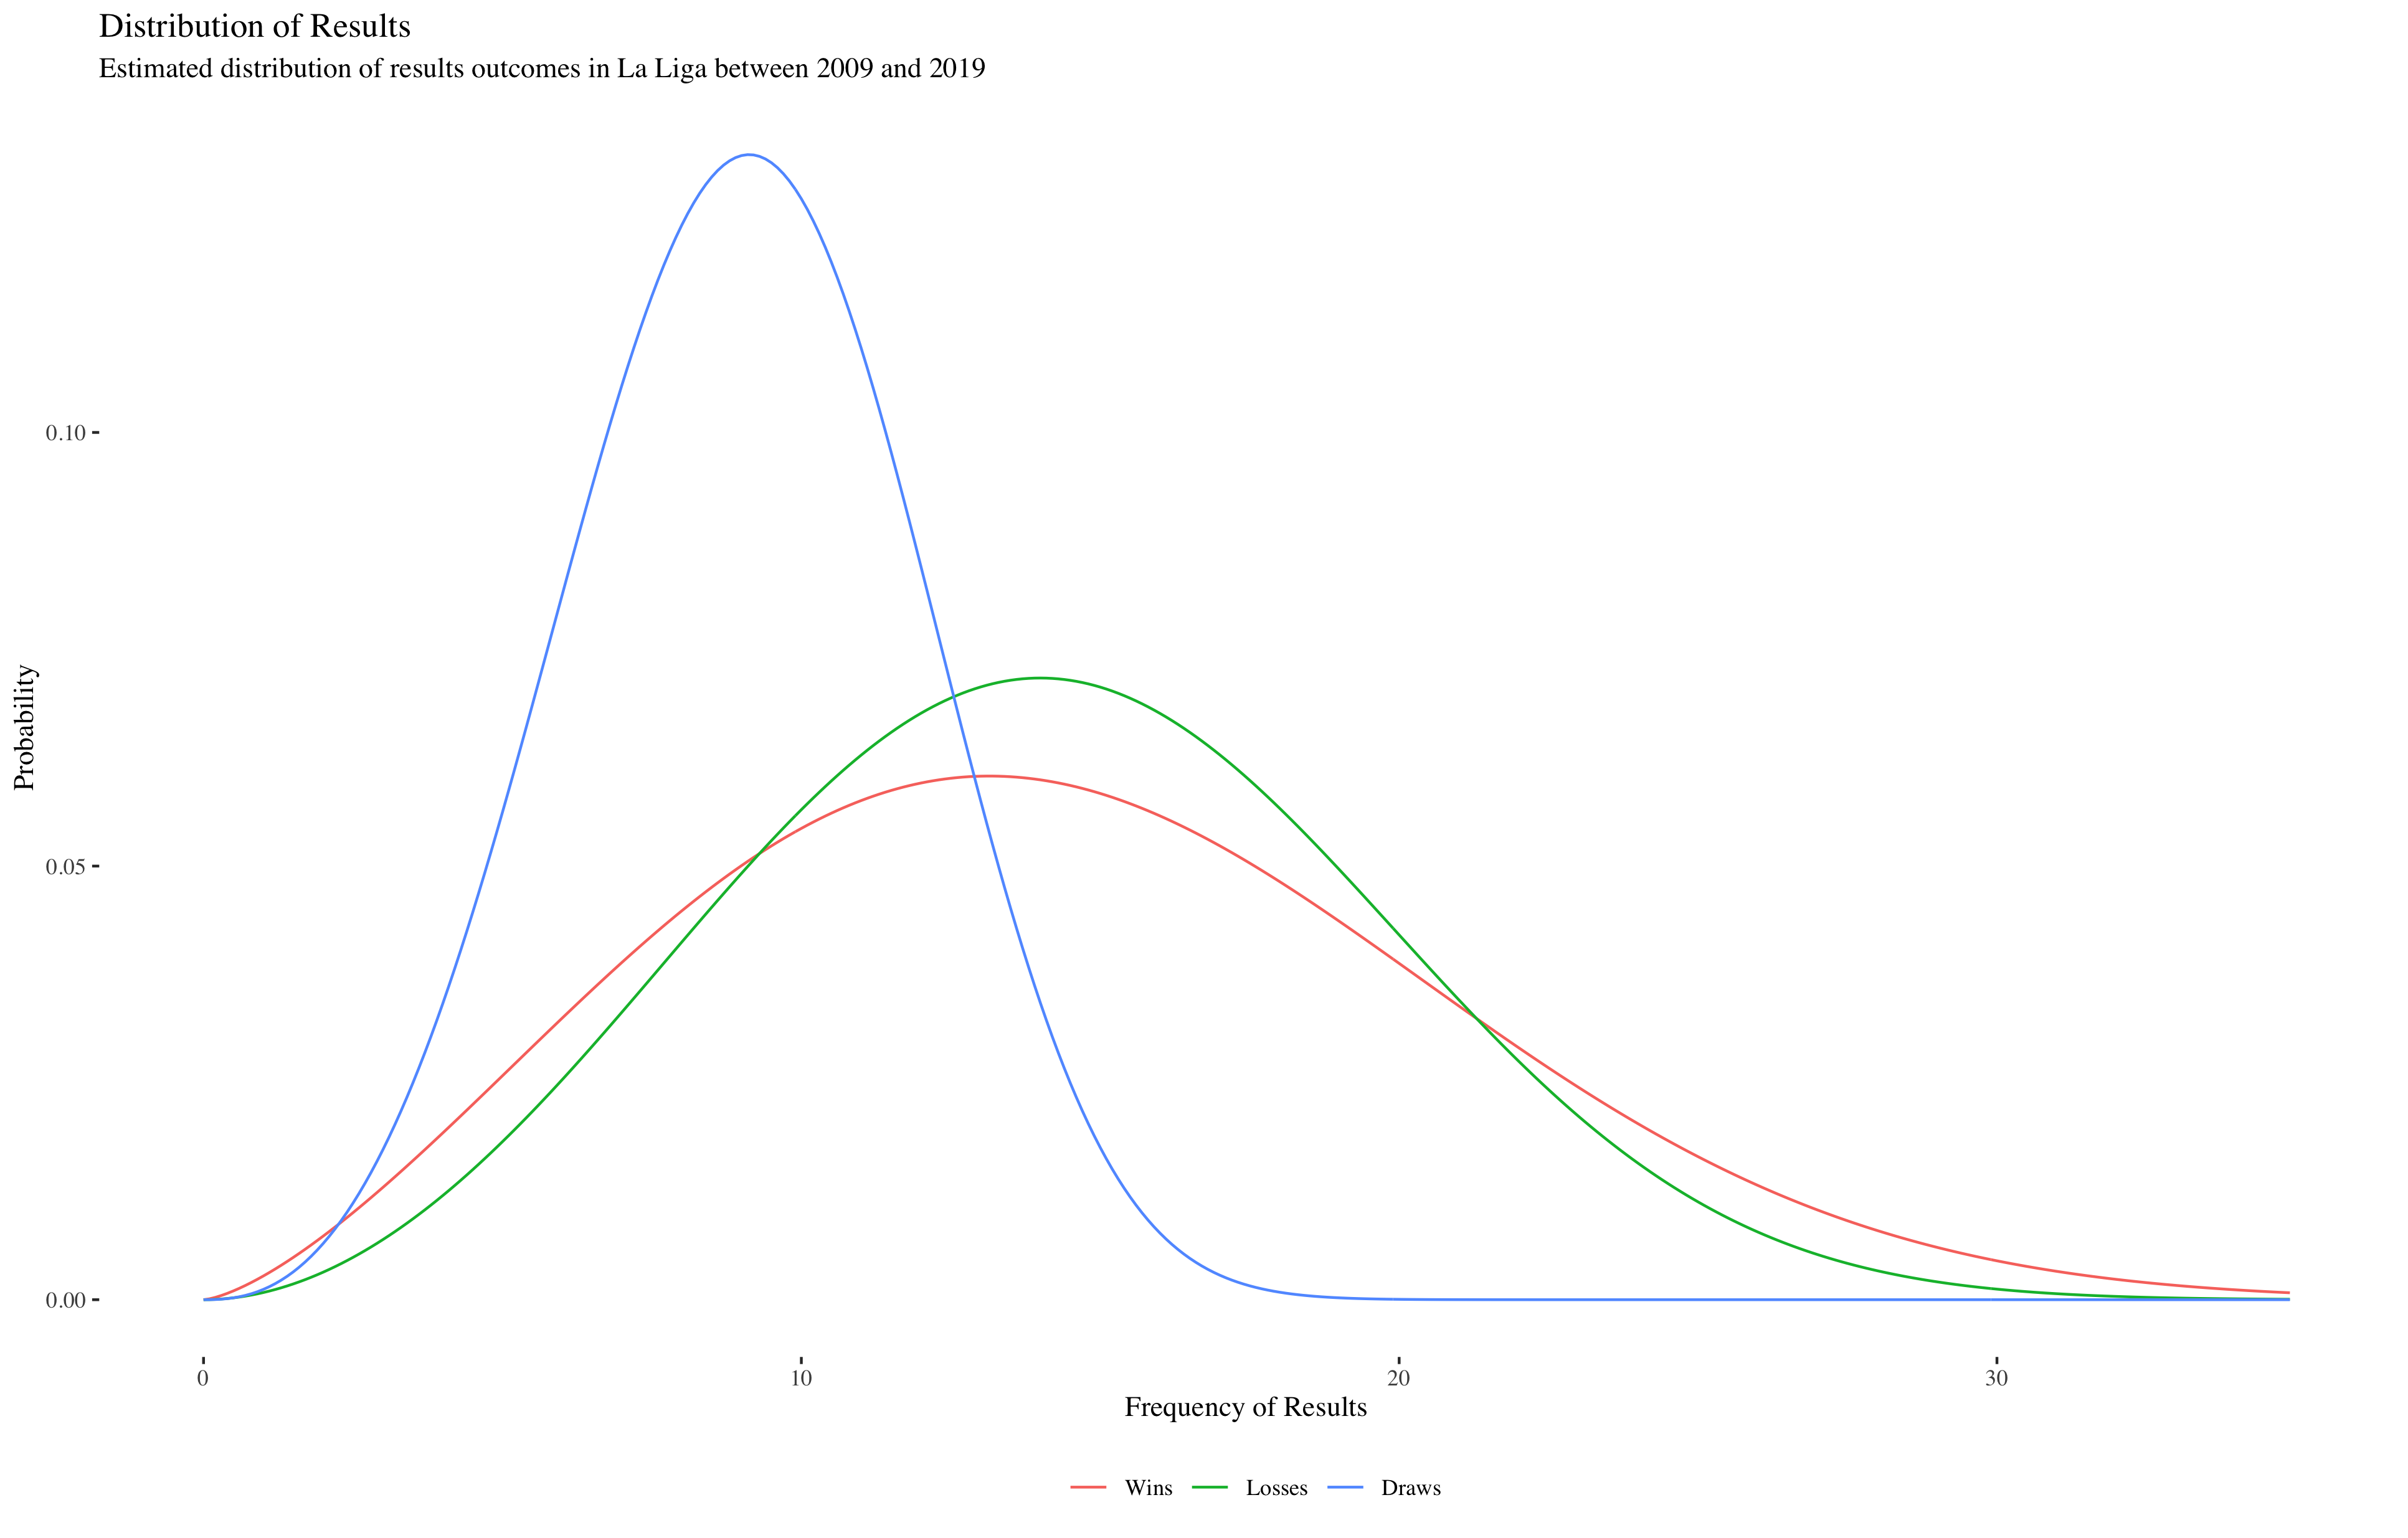 Distribution of Results
Estimated distribution of results outcomes in La Liga between 2009 and 2019
Probability
0.10
0.05
0.00
0 10 20 30
Frequency of Results
Wins Losses Draws